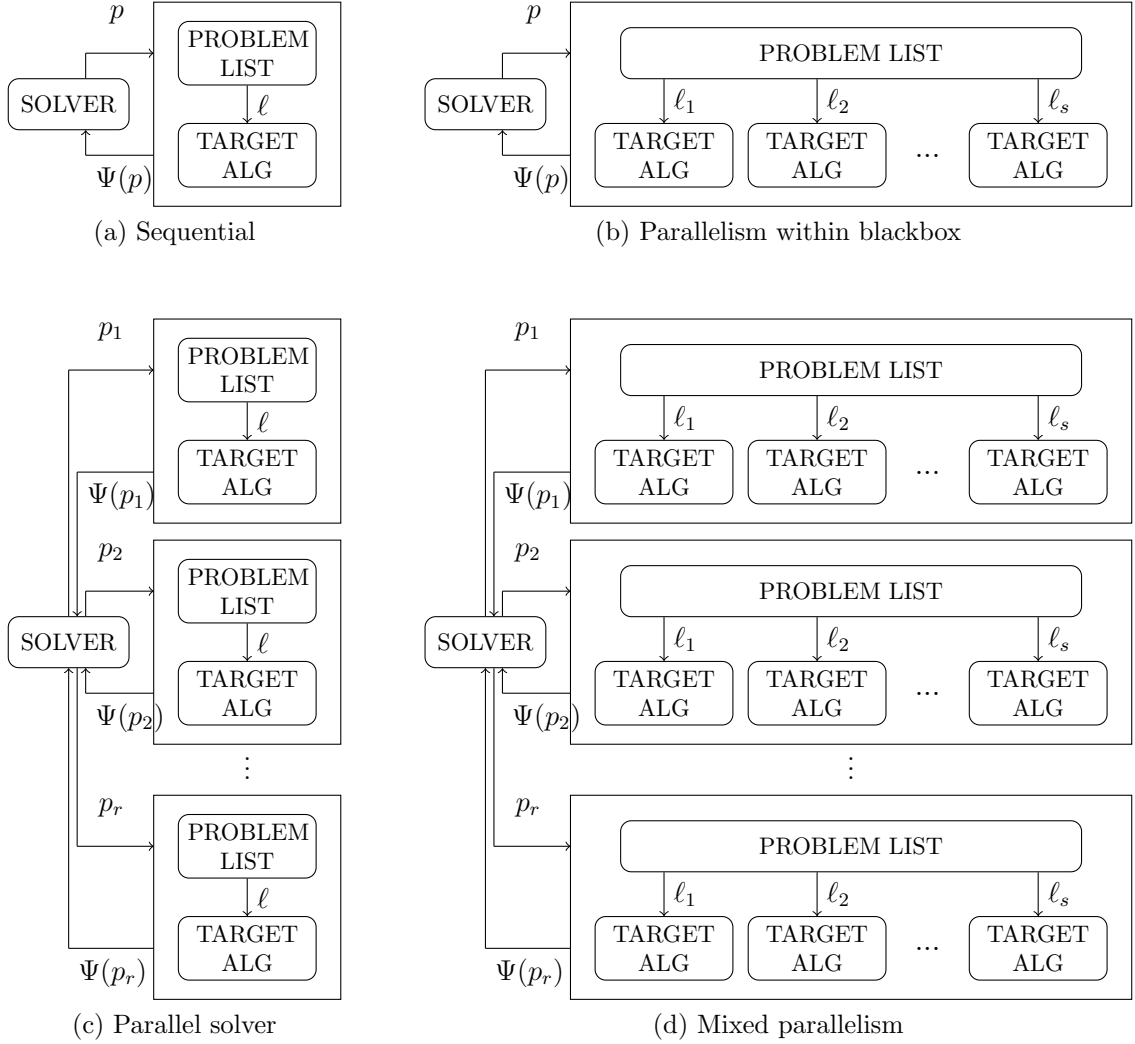 p
PROBLEM
LIST
SOLVER
ℓ
TARGET
ALG
Ψ(p)
(a) Sequential
p
PROBLEM LIST
SOLVER
ℓ₁ ℓ₂ ℓₛ
TARGET TARGET TARGET
ALG ALG ... ALG
Ψ(p)
(b) Parallelism within blackbox
p₁
PROBLEM
LIST
ℓ
TARGET
ALG
Ψ(p₁)
p₂
PROBLEM
LIST
SOLVER
ℓ
TARGET
ALG
Ψ(p₂)
⋮
pᵣ
PROBLEM
LIST
ℓ
TARGET
ALG
Ψ(pᵣ)
(c) Parallel solver
p₁
PROBLEM LIST
ℓ₁ ℓ₂ ℓₛ
TARGET TARGET TARGET
ALG ALG ... ALG
Ψ(p₁)
p₂
PROBLEM LIST
SOLVER
ℓ₁ ℓ₂ ℓₛ
TARGET TARGET TARGET
ALG ALG ... ALG
Ψ(p₂)
⋮
pᵣ
PROBLEM LIST
ℓ₁ ℓ₂ ℓₛ
TARGET TARGET TARGET
ALG ALG ... ALG
Ψ(pᵣ)
(d) Mixed parallelism